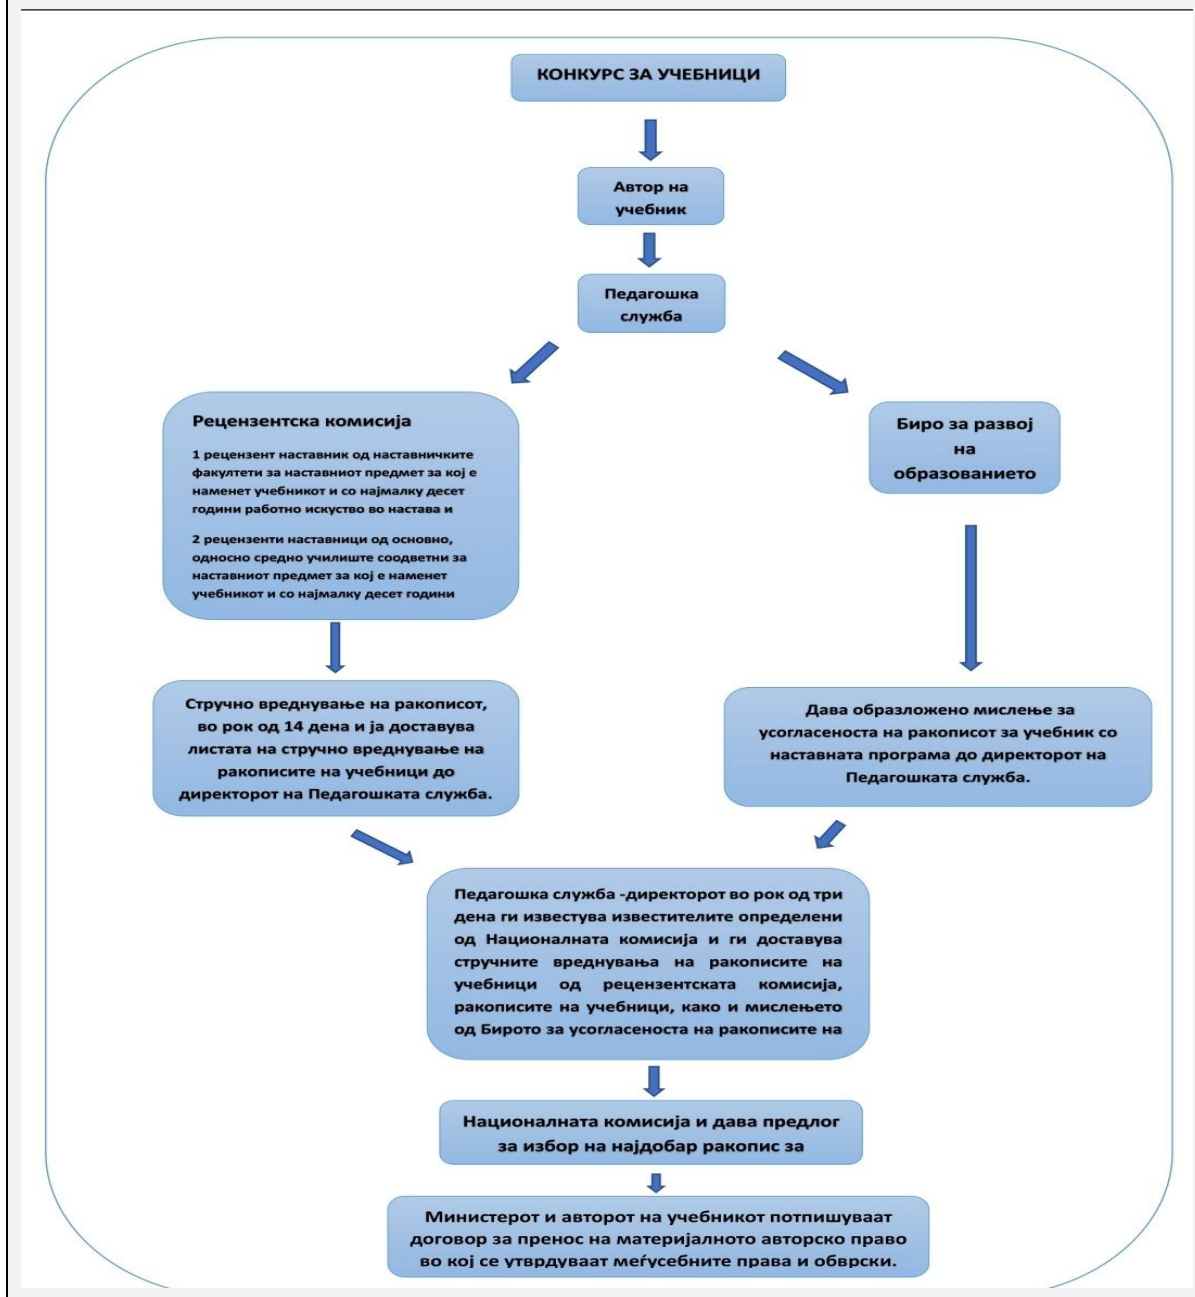 КОНКУРС ЗА УЧЕБНИЦИ
Автор на
учебник
Педагошка
служба
Рецензентска комисија
1 рецензент наставник од наставничките
факултети за наставниот предмет за кој е
наменет учебникот и со најмалку десет
години работно искуство во настава и
2 рецензенти наставници од основно,
односно средно училиште соодветни за
наставниот предмет за кој е наменет
учебникот и со најмалку десет години
Биро за развој
на
образованието
Стручно вреднување на ракописот,
во рок од 14 дена и ја доставува
листата на стручно вреднување на
ракописите на учебници до
директорот на Педагошката служба.
Дава образложено мислење за
усогласеноста на ракописот за учебник со
наставната програма до директорот на
Педагошката служба.
Педагошка служба -директорот во рок од три
дена ги известува известителите определени
од Националната комисија и ги доставува
стручните вреднувања на ракописите на
учебници од рецензентската комисија,
ракописите на учебници, како и мислењето
од Бирото за усогласеноста на ракописите на
Националната комисија и дава предлог
за избор на најдобар ракопис за
Министерот и авторот на учебникот потпишуваат
договор за пренос на материјалното авторско право
во кој се утврдуваат меѓусебните права и обврски.